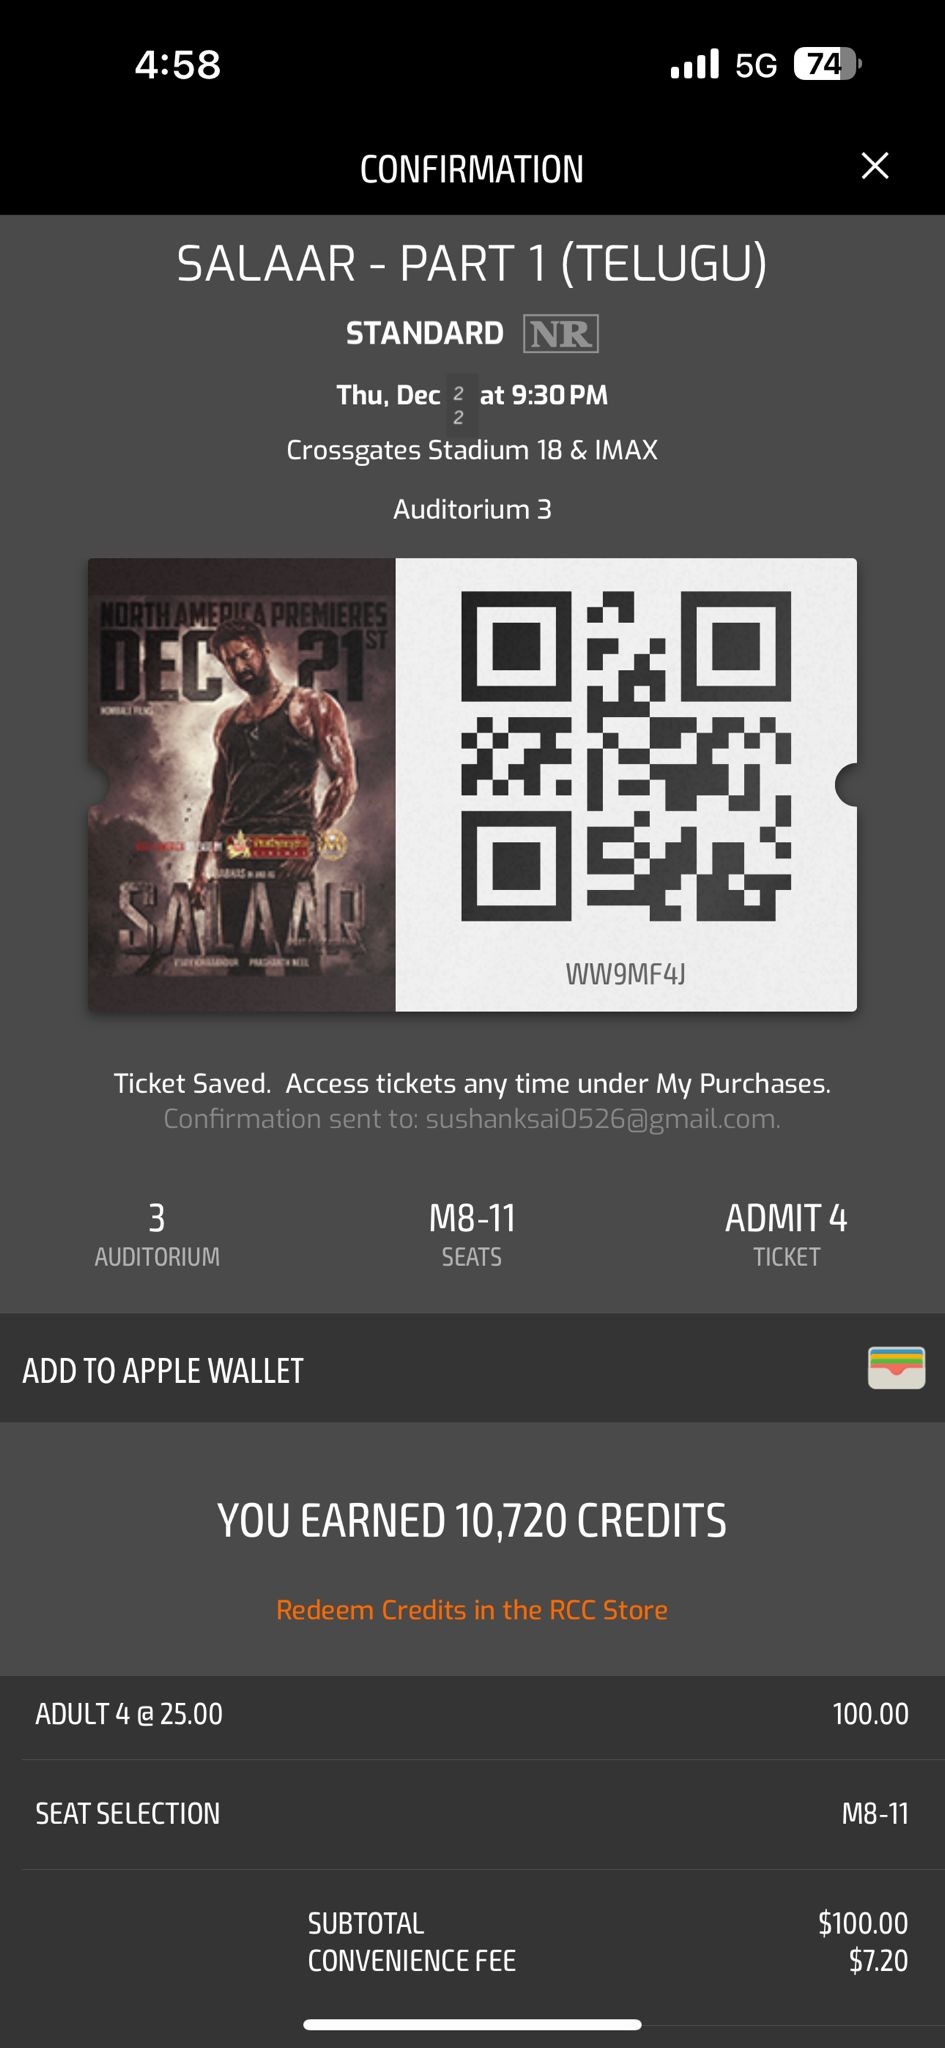 4:58
5G 74
CONFIRMATION
SALAAR - PART 1 (TELUGU)
STANDARD NR
Thu, Dec 22 at 9:30 PM
Crossgates Stadium 18 & IMAX
Auditorium 3
NORTH AMERICA PREMIERES
DEC 21ST
HOMBALE FILMS
SALAAR
PRASHANTH NEEL
WW9MF4J
Ticket Saved. Access tickets any time under My Purchases.
Confirmation sent to: sushanksai0526@gmail.com.
3 M8-11 ADMIT 4
AUDITORIUM SEATS TICKET
ADD TO APPLE WALLET
YOU EARNED 10,720 CREDITS
Redeem Credits in the RCC Store
ADULT 4 @ 25.00 100.00
SEAT SELECTION M8-11
SUBTOTAL $100.00
CONVENIENCE FEE $7.20